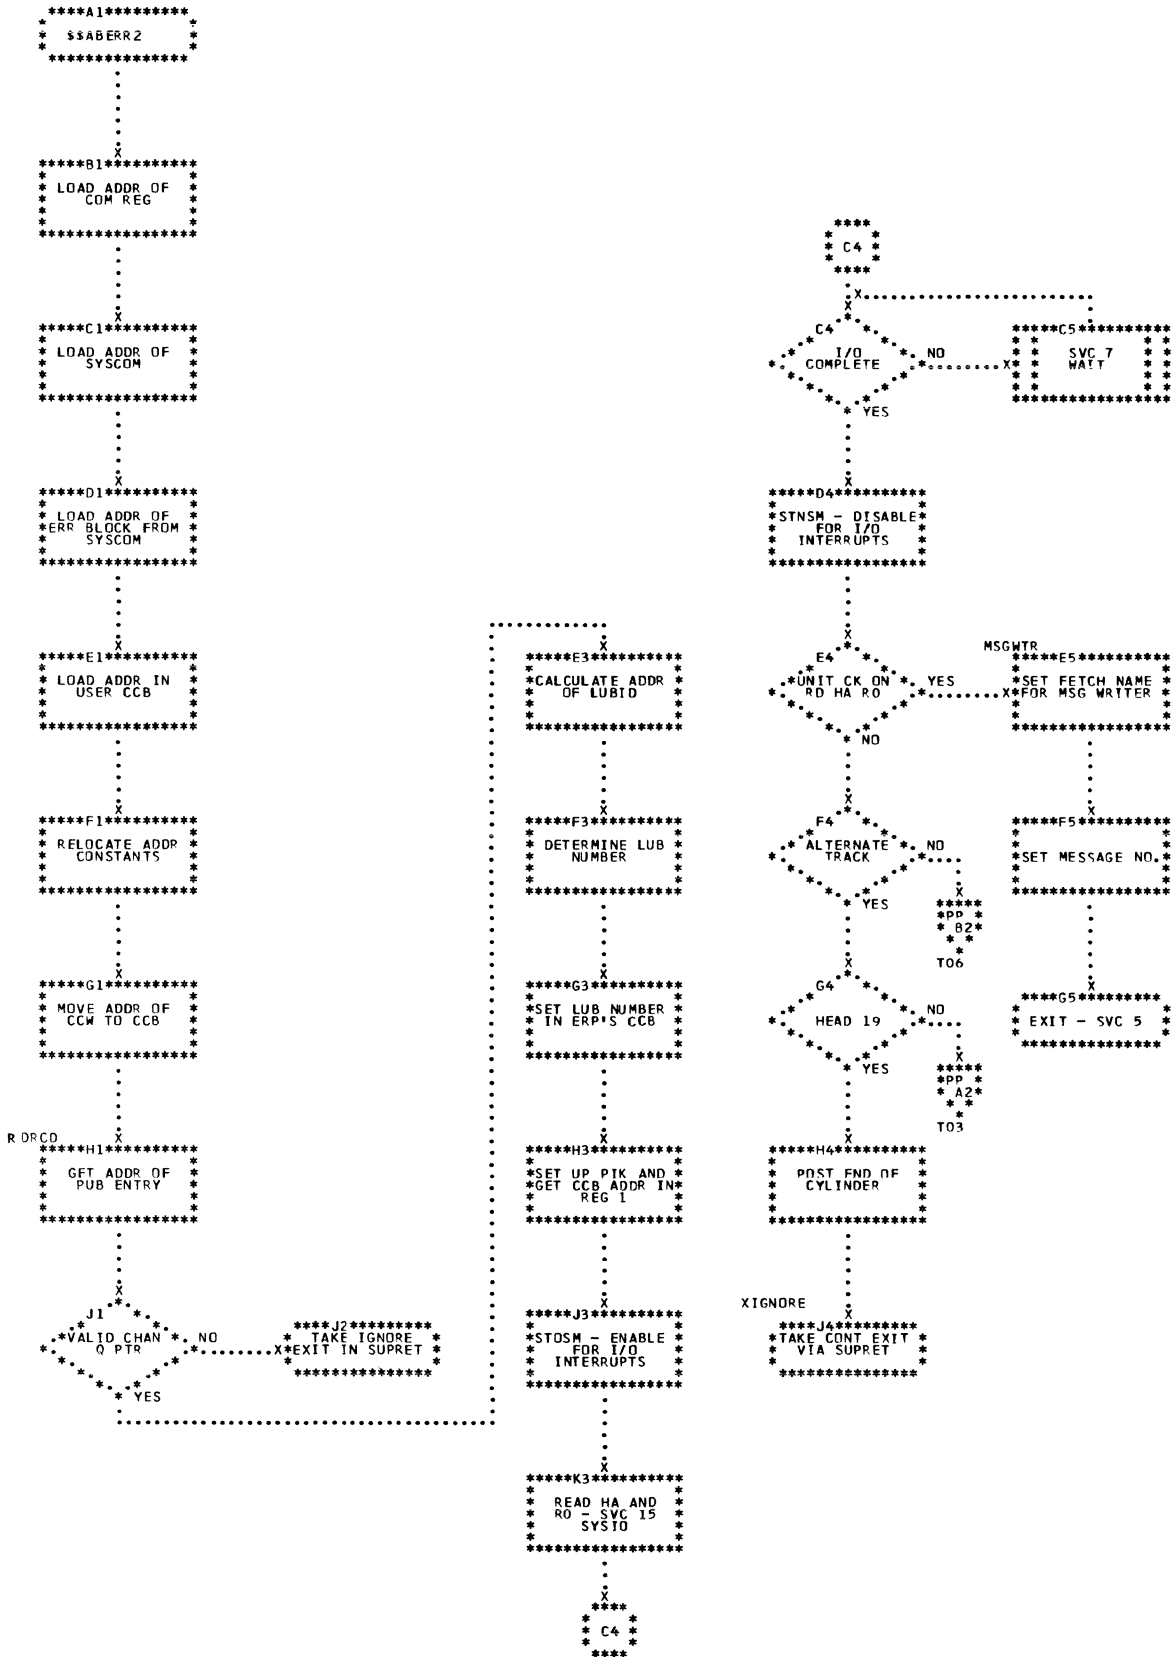 A1
$$ABERR2
B1
LOAD ADDR OF
COM REG
C1
LOAD ADDR OF
SYSCOM
D1
LOAD ADDR OF
ERR BLOCK FROM
SYSCOM
E1
LOAD ADDR IN
USER CCB
F1
RELOCATE ADDR
CONSTANTS
G1
MOVE ADDR OF
CCW TO CCB
RDRCD
H1
GET ADDR OF
PUB ENTRY
J1
VALID CHAN
Q PTR
NO
YES
J2
TAKE IGNORE
EXIT IN SUPRET
E3
CALCULATE ADDR
OF LUBID
F3
DETERMINE LUB
NUMBER
G3
SET LUB NUMBER
IN ERP'S CCB
H3
SET UP PIK AND
GET CCB ADDR IN
REG 1
J3
STOSM - ENABLE
FOR I/O
INTERRUPTS
K3
READ HA AND
R0 - SVC 15
SYSIO
C4
C4
C4
I/O
COMPLETE
NO
YES
C5
SVC 7
WAIT
D4
STNSM - DISABLE
FOR I/O
INTERRUPTS
E4
UNIT CK ON
RD HA R0
YES
NO
MSGWTR
E5
SET FETCH NAME
FOR MSG WRITER
F4
ALTERNATE
TRACK
NO
YES
PP
B2
T06
F5
SET MESSAGE NO.
G4
HEAD 19
NO
YES
PP
A2
T03
G5
EXIT - SVC 5
H4
POST END OF
CYLINDER
XIGNORE
J4
TAKE CONT EXIT
VIA SUPRET